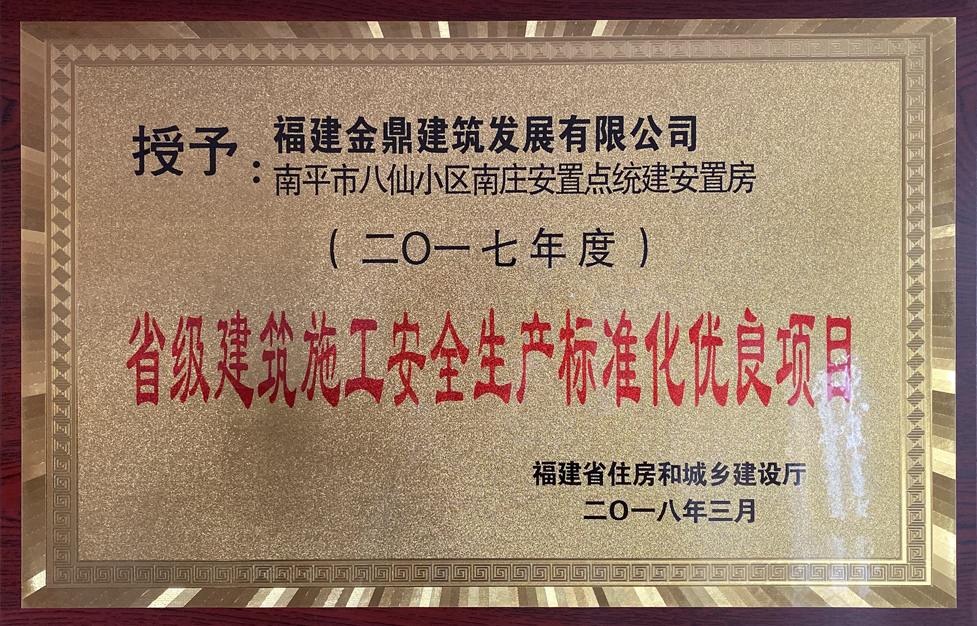 授予：福建金鼎建筑发展有限公司
南平市八仙小区南庄安置点统建安置房
（二〇一七年度）
省级建筑施工安全生产标准化优良项目
福建省住房和城乡建设厅
二〇一八年三月